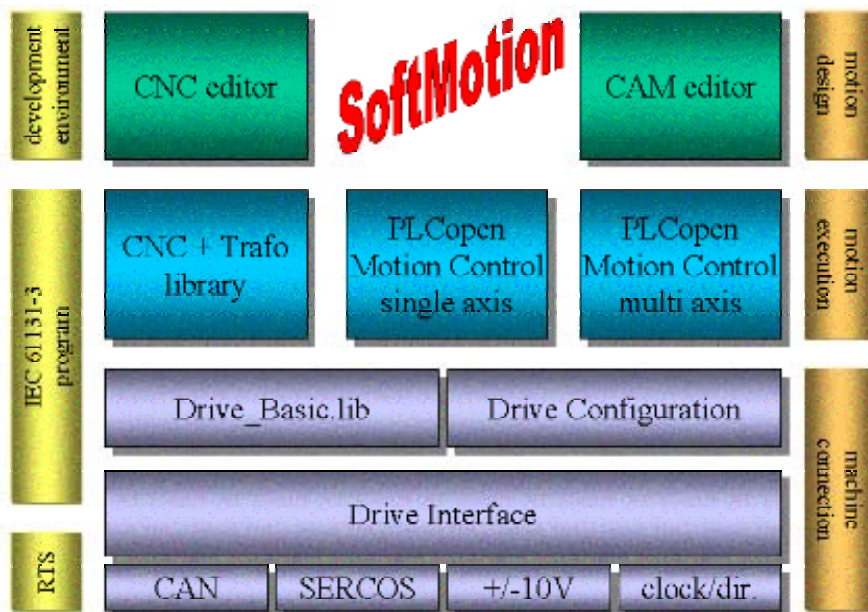 development
environment
CNC editor
SoftMotion
CAM editor
motion
design
IEC 61131-3
program
CNC + Trafo
library
PLCopen
Motion Control
single axis
PLCopen
Motion Control
multi axis
motion
execution
Drive_Basic.lib
Drive Configuration
machine
connection
Drive Interface
RTS
CAN
SERCOS
+/-10V
clock/dir.